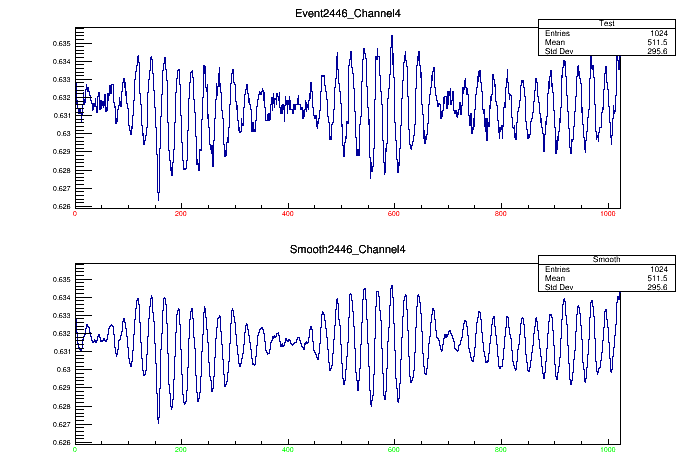 Event2446_Channel4
Test
Entries 1024
Mean 511.5
Std Dev 295.6
0.635
0.634
0.633
0.632
0.631
0.63
0.629
0.628
0.627
0.626
0 200 400 600 800 1000
Smooth2446_Channel4
Smooth
Entries 1024
Mean 511.5
Std Dev 295.6
0.635
0.634
0.633
0.632
0.631
0.63
0.629
0.628
0.627
0.626
0 200 400 600 800 1000